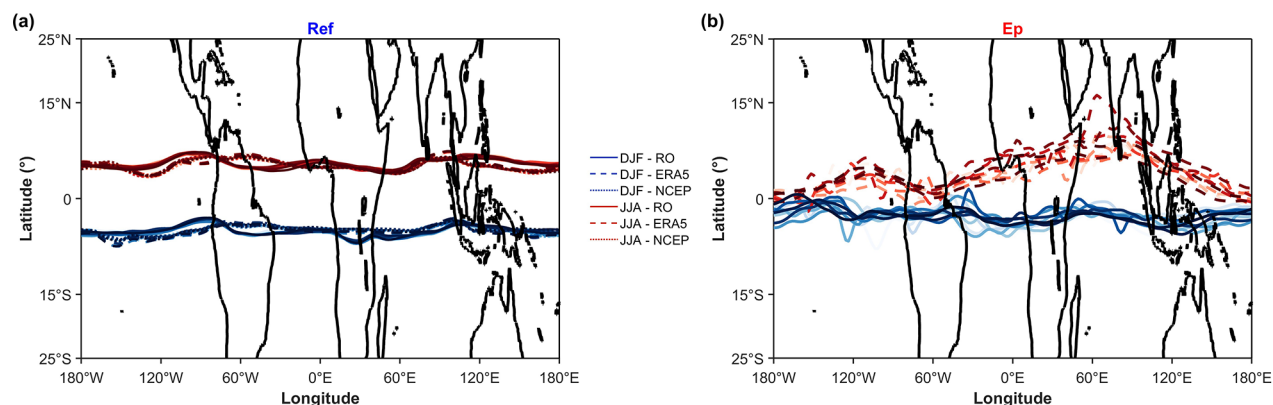 (a)
Ref
25°N
15°N
0
15°S
25°S
Latitude (°)
180°W
120°W
60°W
0°E
60°E
120°E
180°E
Longitude
DJF - RO
DJF - ERA5
DJF - NCEP
JJA - RO
JJA - ERA5
JJA - NCEP
(b)
Ep
25°N
15°N
0
15°S
25°S
Latitude (°)
180°W
120°W
60°W
0°E
60°E
120°E
180°E
Longitude